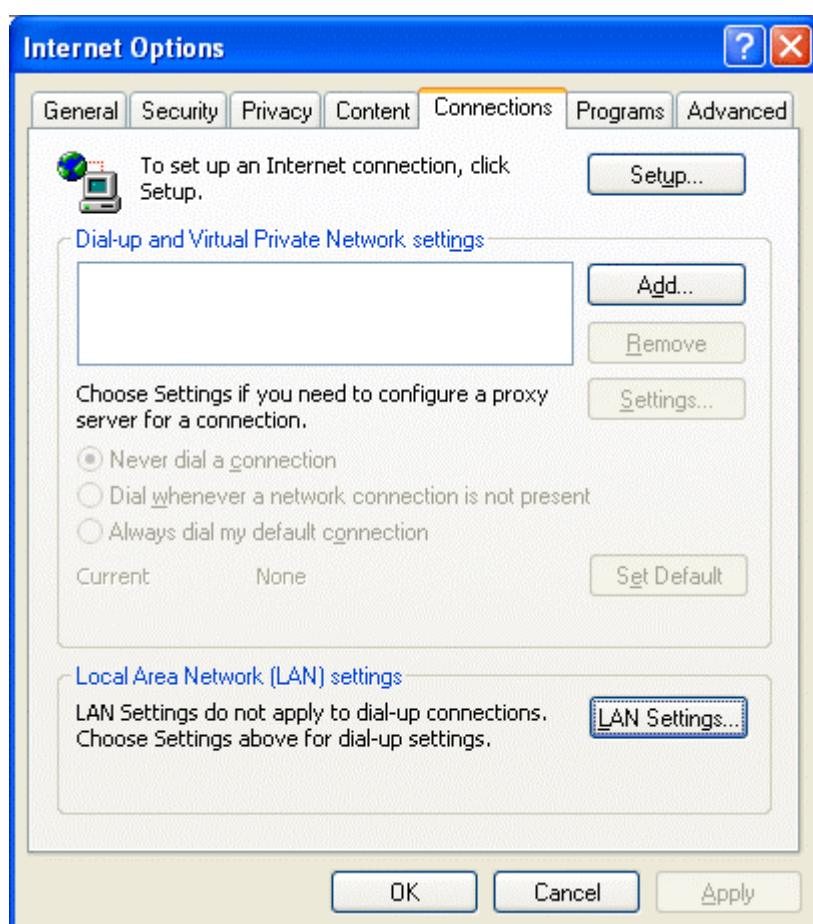 Internet Options
General Security Privacy Content Connections Programs Advanced
To set up an Internet connection, click
Setup.
Setup...
Dial-up and Virtual Private Network settings
Add...
Remove
Choose Settings if you need to configure a proxy
server for a connection.
Settings...
Never dial a connection
Dial whenever a network connection is not present
Always dial my default connection
Current None Set Default
Local Area Network (LAN) settings
LAN Settings do not apply to dial-up connections.
Choose Settings above for dial-up settings.
LAN Settings...
OK Cancel Apply